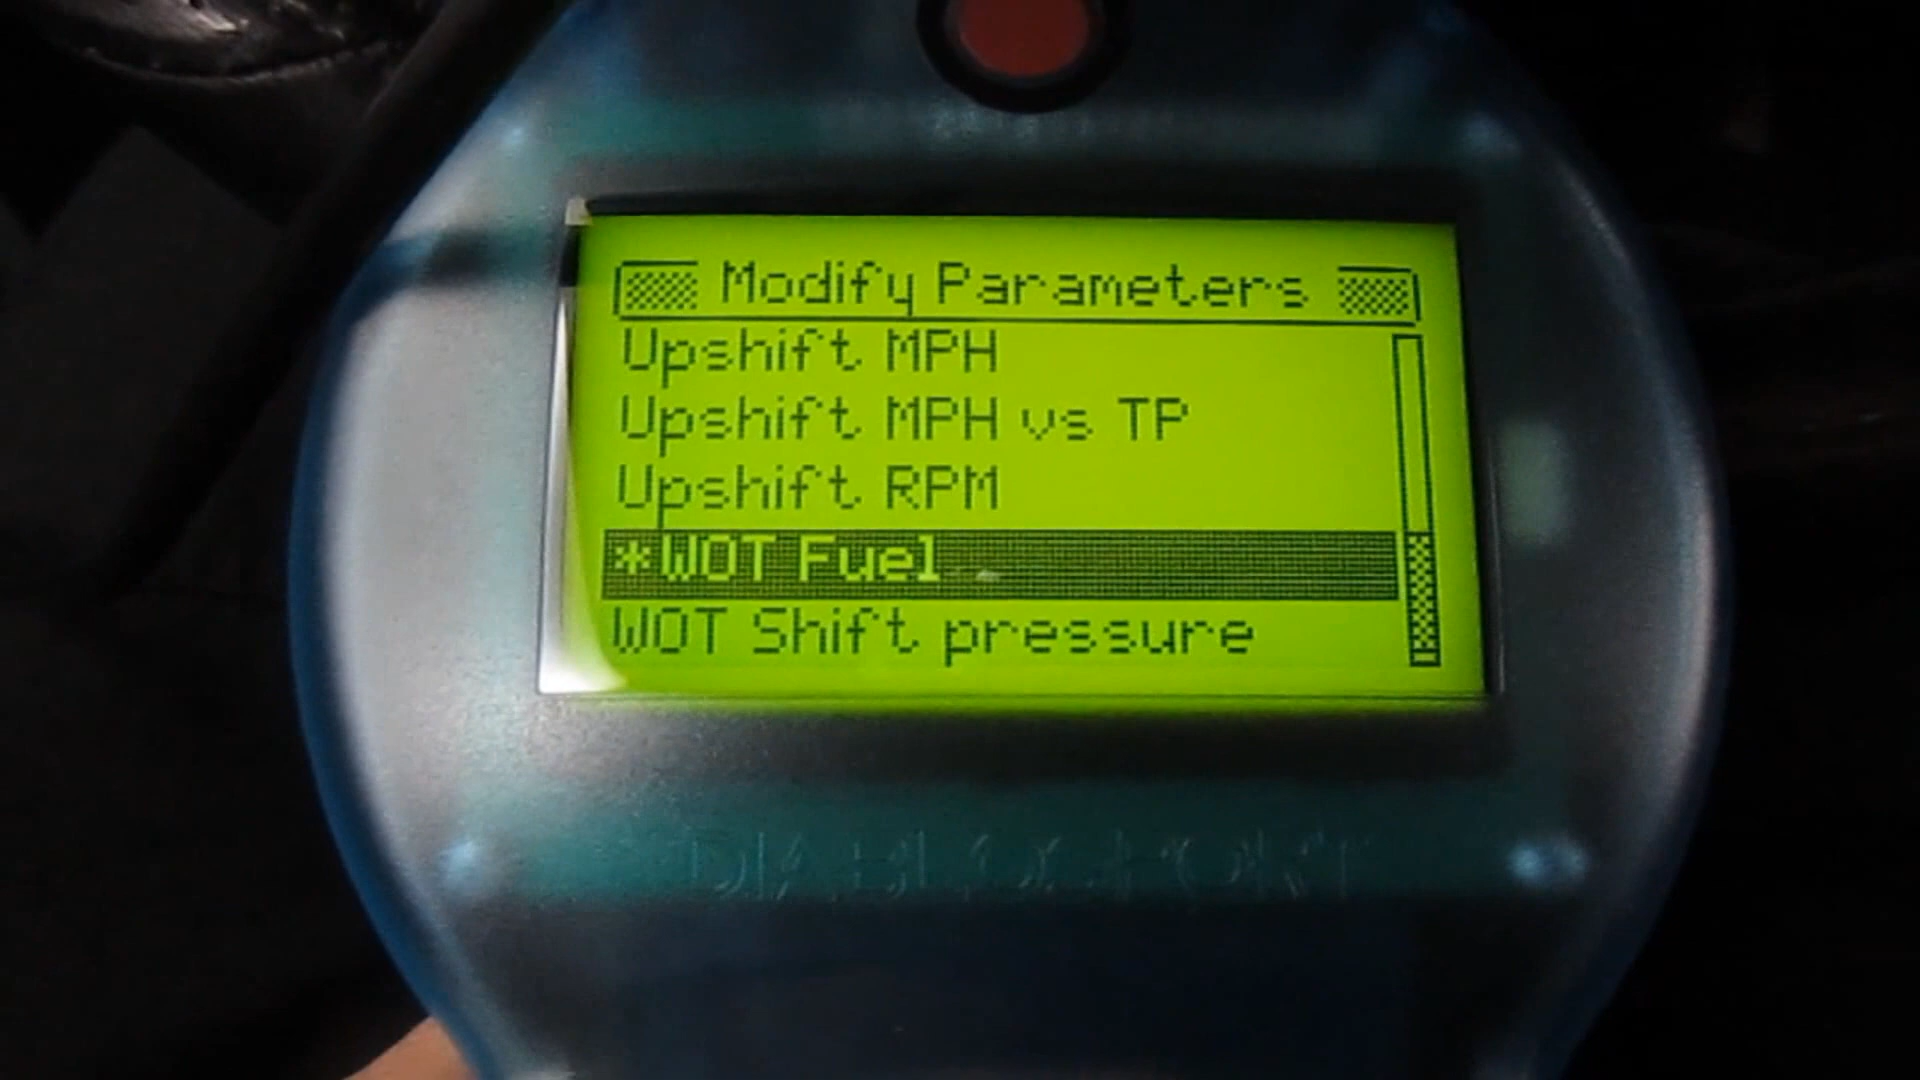 Modify Parameters
Upshift MPH
Upshift MPH vs TP
Upshift RPM
*WOT Fuel
WOT Shift pressure
DIABLOSPORT